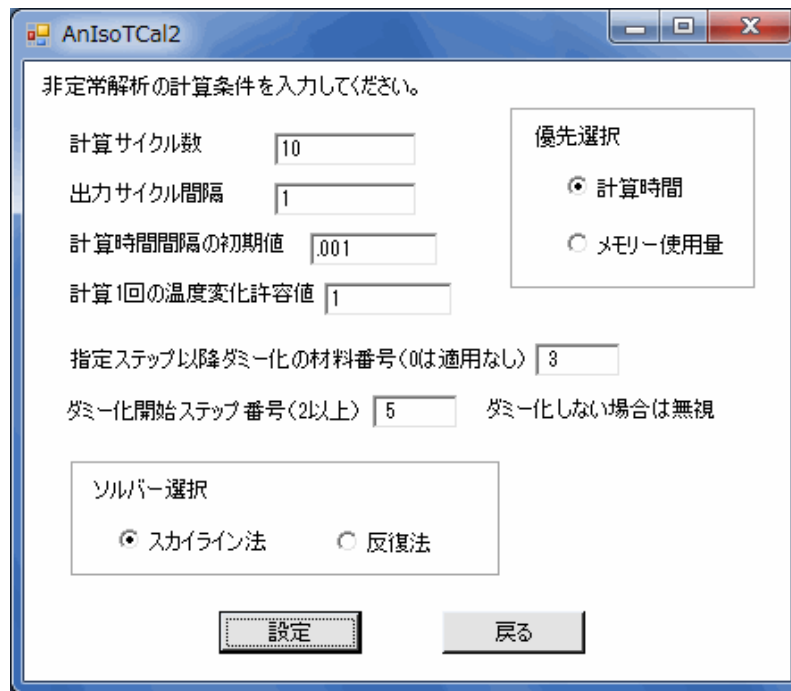 AnIsoTCal2
非定常解析の計算条件を入力してください。
計算サイクル数 10
出力サイクル間隔 1
計算時間間隔の初期値 .001
計算1回の温度変化許容値 1
優先選択
計算時間
メモリー使用量
指定ステップ以降ダミー化の材料番号(0は適用なし) 3
ダミー化開始ステップ番号(2以上) 5 ダミー化しない場合は無視
ソルバー選択
スカイライン法 反復法
設定 戻る